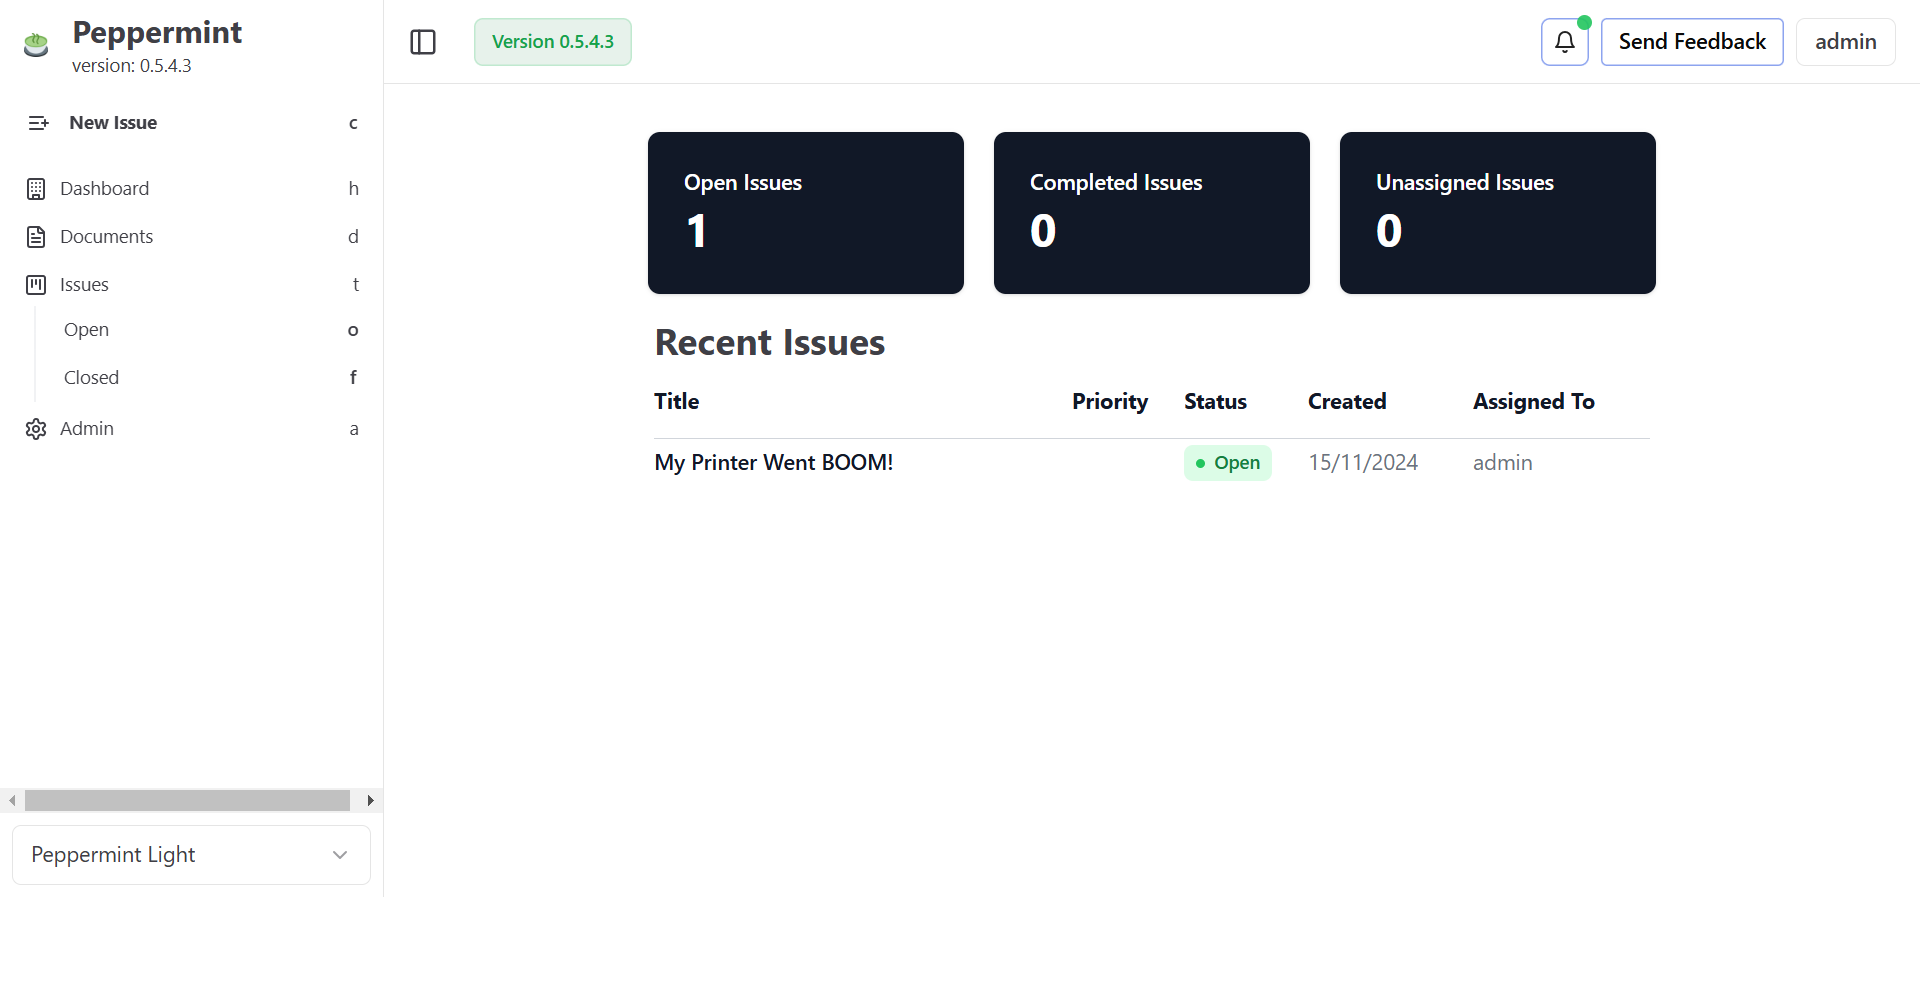 Peppermint
version: 0.5.4.3
New Issue c
Dashboard h
Documents d
Issues t
Open o
Closed f
Admin a
Peppermint Light
Version 0.5.4.3
Send Feedback
admin
Open Issues
1
Completed Issues
0
Unassigned Issues
0
Recent Issues
Title Priority Status Created Assigned To
My Printer Went BOOM! Open 15/11/2024 admin